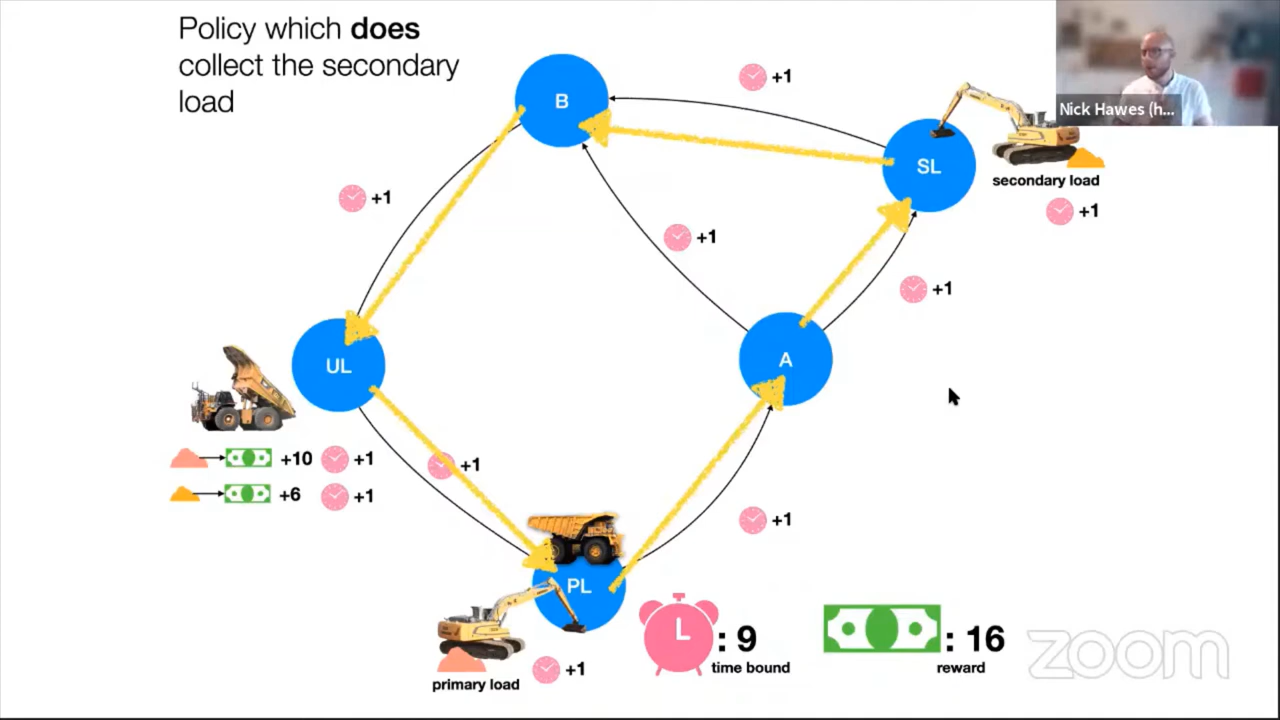 Policy which does
collect the secondary
load
B
+1
Nick Hawes (h...
SL
secondary load
+1
+1
+1
+1
A
UL
+10 +1
+6 +1
+1
+1
PL
primary load
+1
: 9
time bound
: 16
reward
zoom